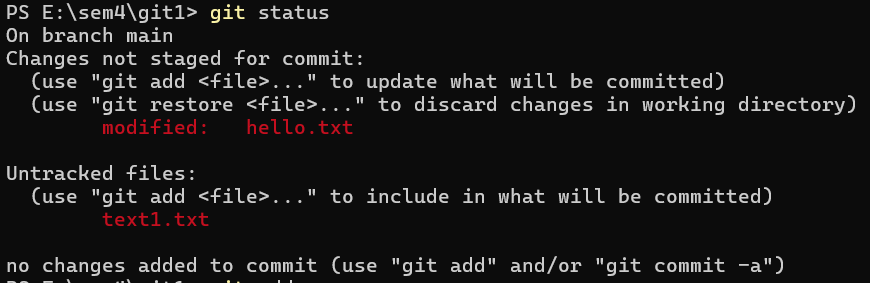 PS E:\sem4\git1> git status
On branch main
Changes not staged for commit:
  (use "git add <file>..." to update what will be committed)
  (use "git restore <file>..." to discard changes in working directory)
        modified:   hello.txt

Untracked files:
  (use "git add <file>..." to include in what will be committed)
        text1.txt

no changes added to commit (use "git add" and/or "git commit -a")